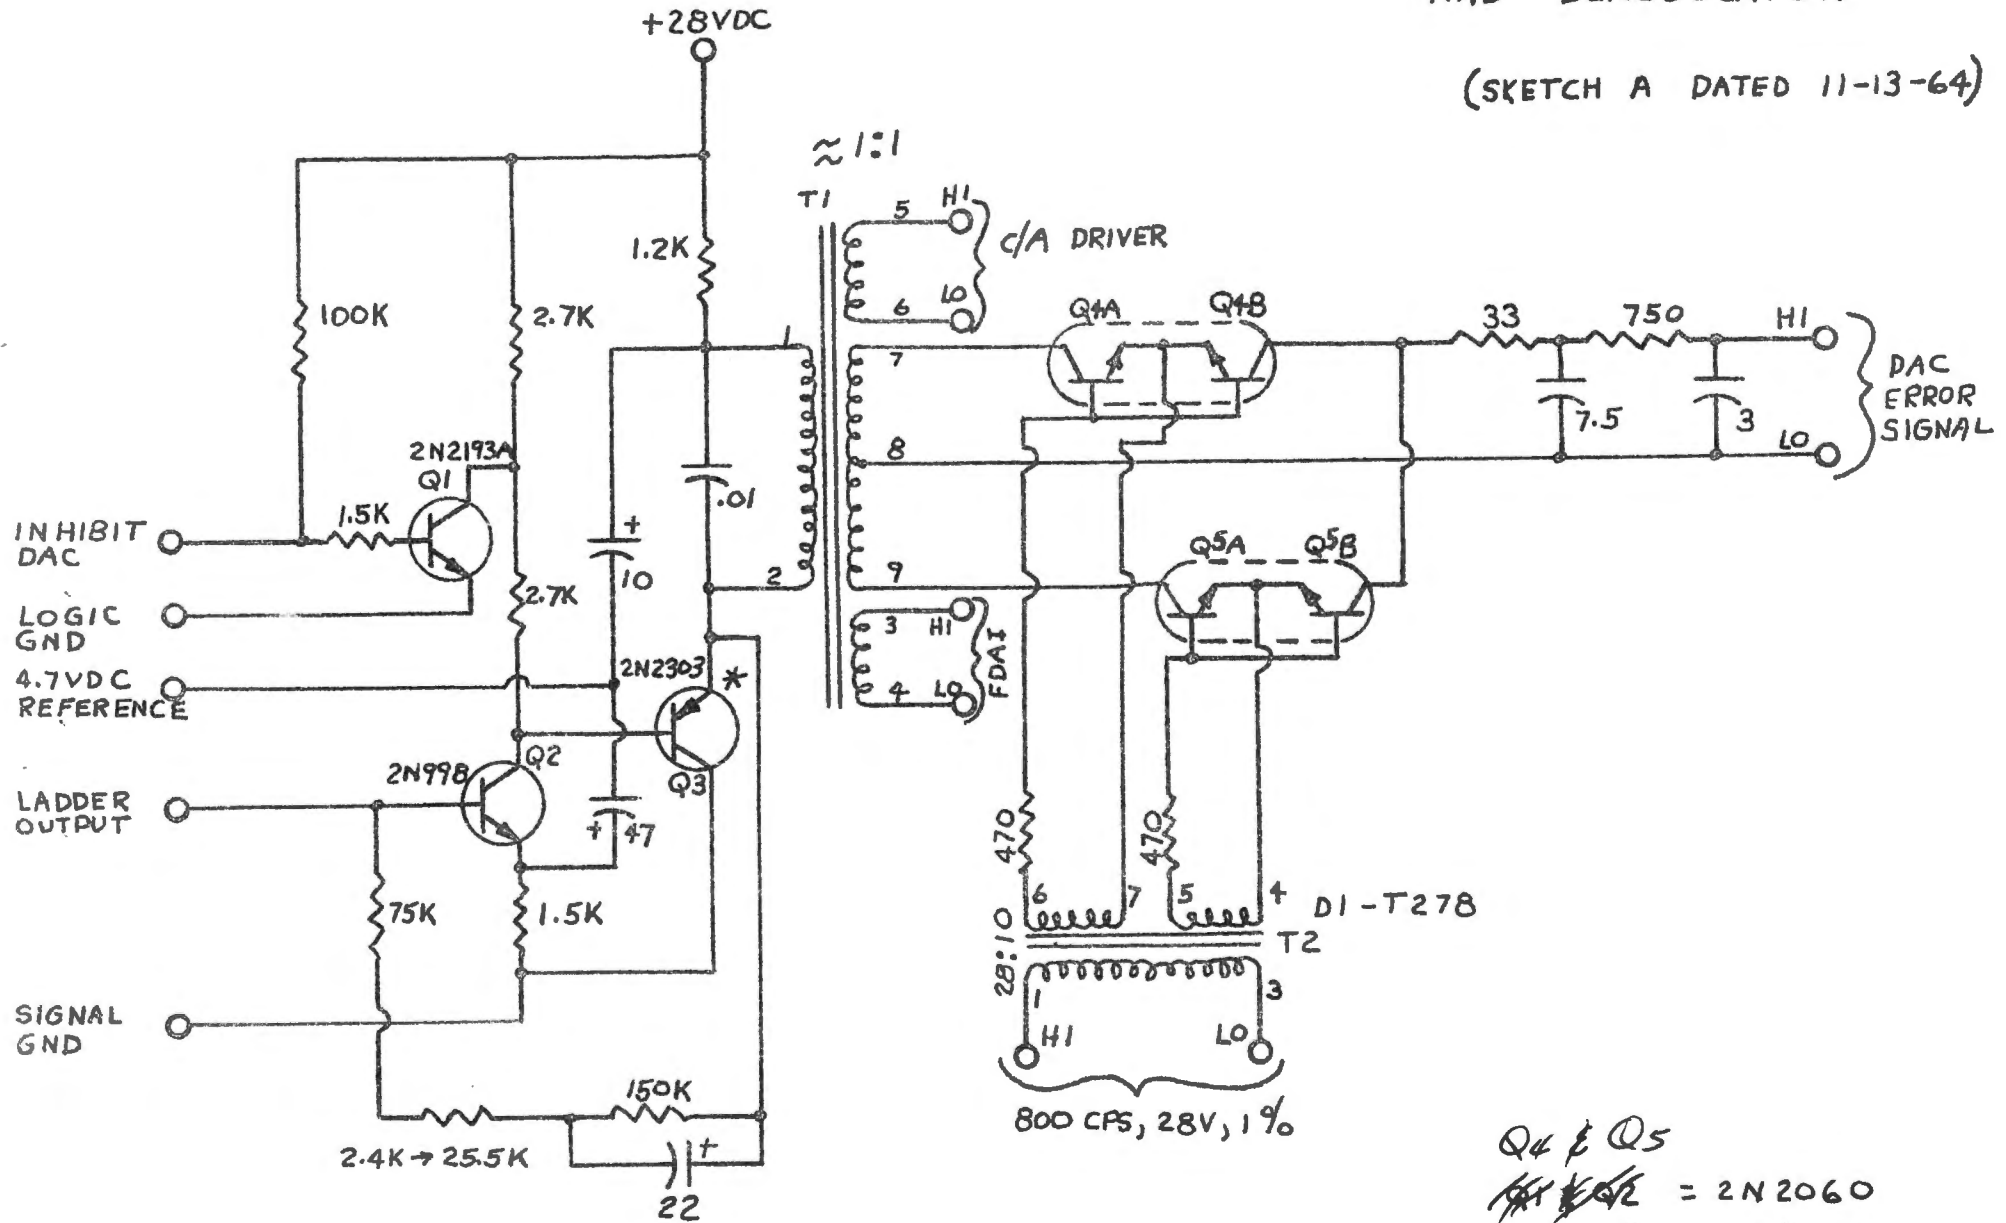 +28VDC
(SKETCH A DATED 11-13-64)
≈ 1:1
T1
5
HI
C/A DRIVER
6
LO
1.2K
100K
2.7K
1
7
Q4A
Q4B
33
750
HI
DAC
ERROR
SIGNAL
7.5
3
LO
8
2N2193A
Q1
.01
1.5K
INHIBIT
DAC
+
10
2
9
Q5A
Q5B
LOGIC
GND
2.7K
3
HI
FDAI
4
LO
4.7VDC
REFERENCE
2N2303
*
Q3
Q2
2N998
LADDER
OUTPUT
+ 47
470
470
75K
1.5K
6
7
5
4
D1-T278
T2
28:10
1
3
HI
LO
SIGNAL
GND
800 CPS, 28V, 1%
150K
2.4K→25.5K
+
22
Q4 & Q5
= 2N2060